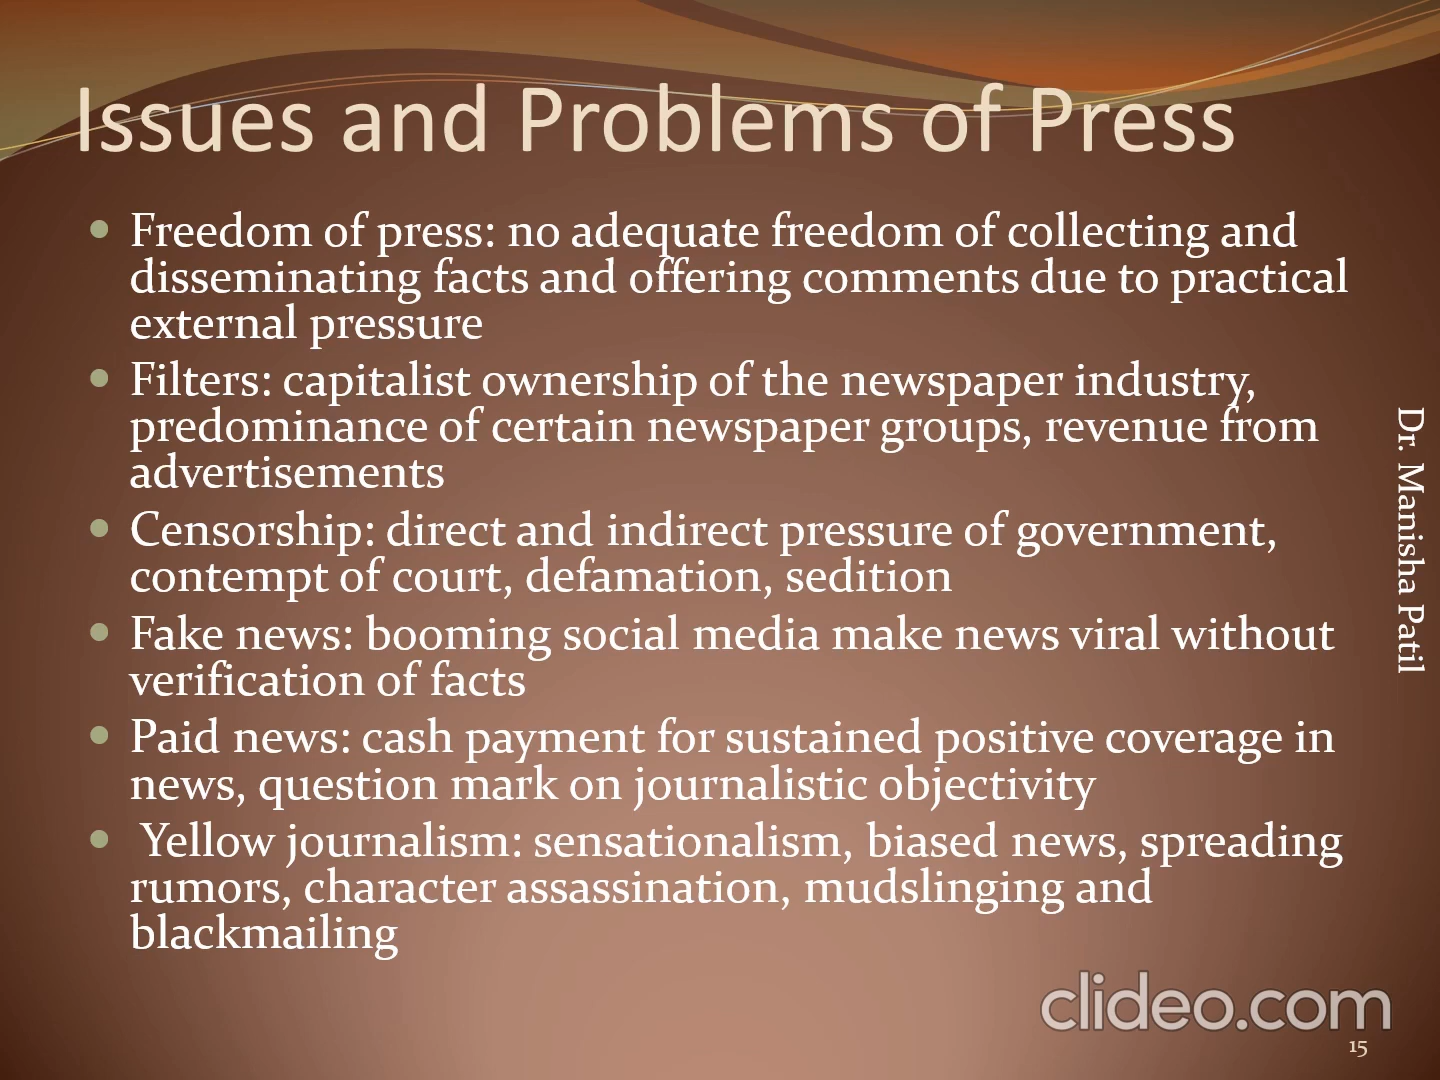 Issues and Problems of Press
Freedom of press: no adequate freedom of collecting and
disseminating facts and offering comments due to practical
external pressure
Filters: capitalist ownership of the newspaper industry,
predominance of certain newspaper groups, revenue from
advertisements
Censorship: direct and indirect pressure of government,
contempt of court, defamation, sedition
Fake news: booming social media make news viral without
verification of facts
Paid news: cash payment for sustained positive coverage in
news, question mark on journalistic objectivity
Yellow journalism: sensationalism, biased news, spreading
rumors, character assassination, mudslinging and
blackmailing
Dr. Manisha Patil
clideo.com
15